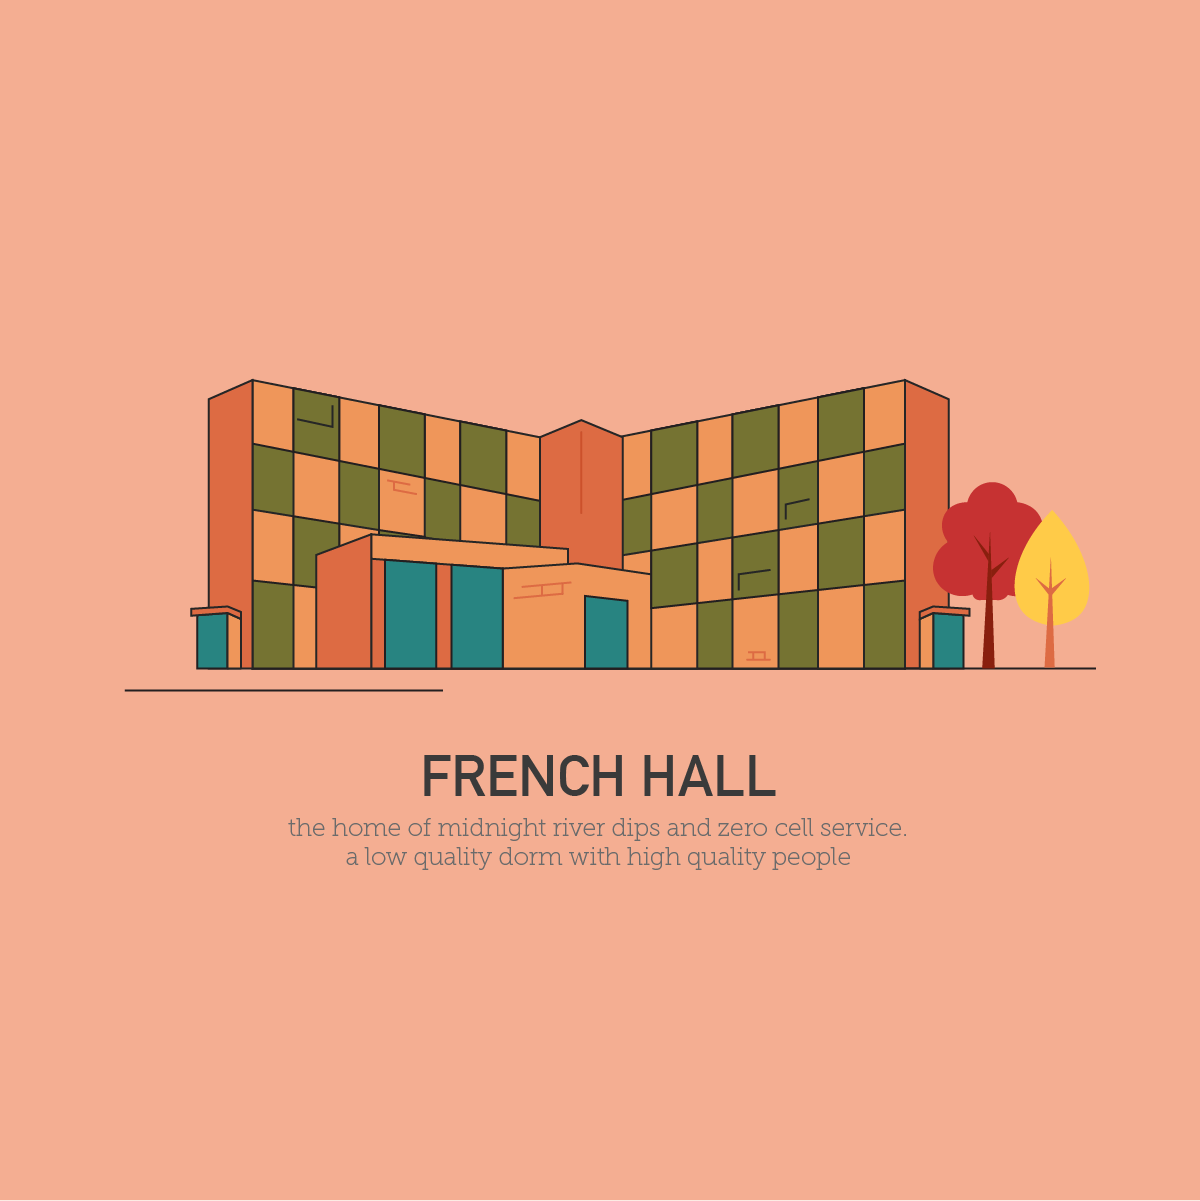 FRENCH HALL
the home of midnight river dips and zero cell service.
a low quality dorm with high quality people